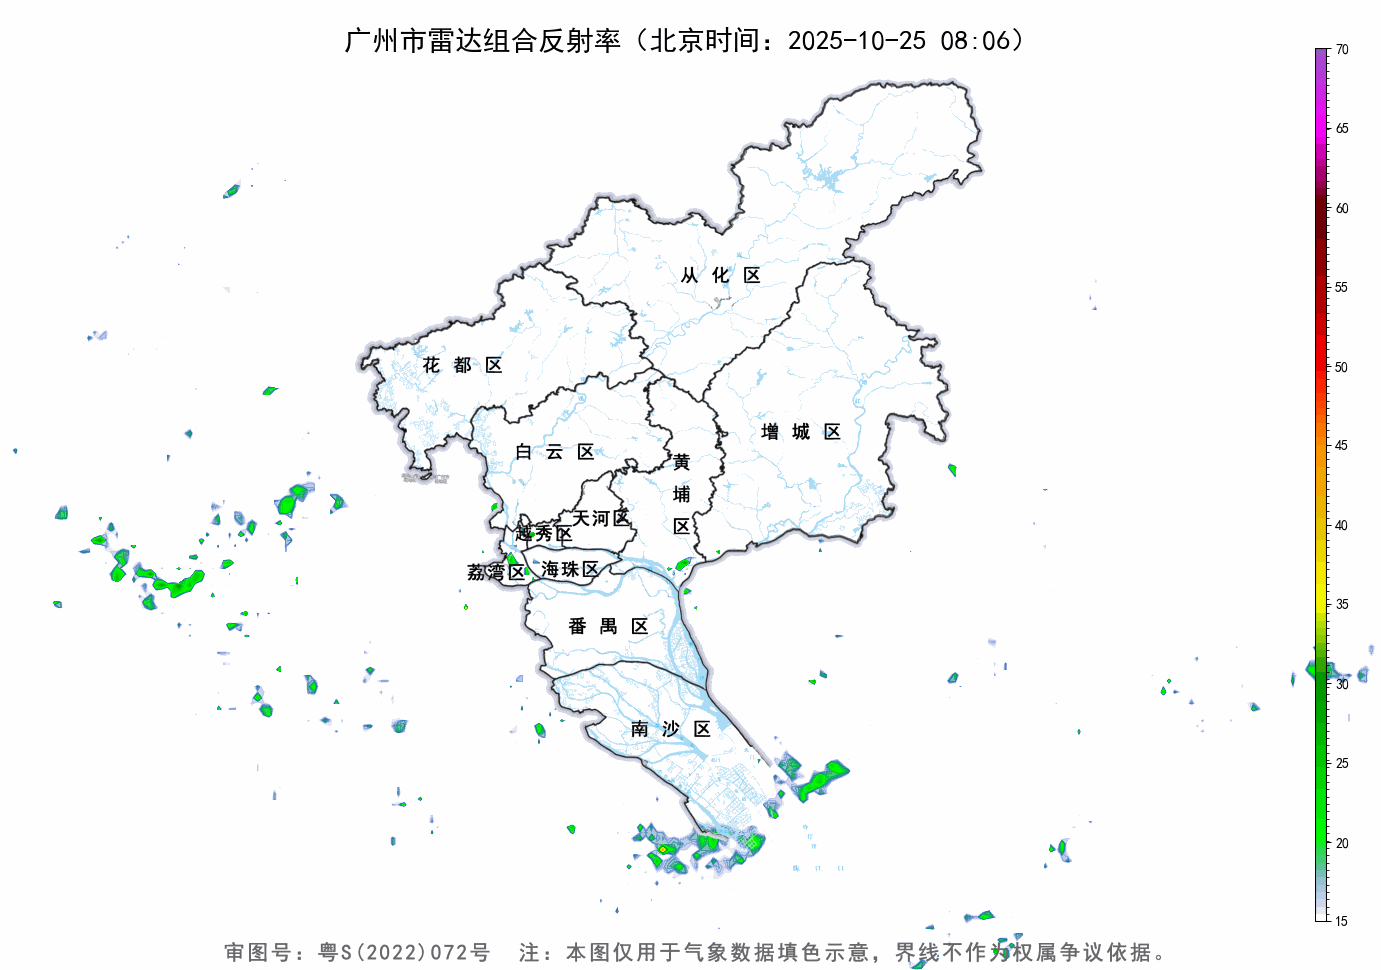 广州市雷达组合反射率（北京时间：2025-10-25 08:06）
70
65
60
55
50
45
40
35
30
25
20
15
从化区
花都区
增城区
白云区
黄埔区
天河区
越秀区
海珠区
荔湾区
番禺区
南沙区
审图号：粤S(2022)072号 注：本图仅用于气象数据填色示意，界线不作为权属争议依据。